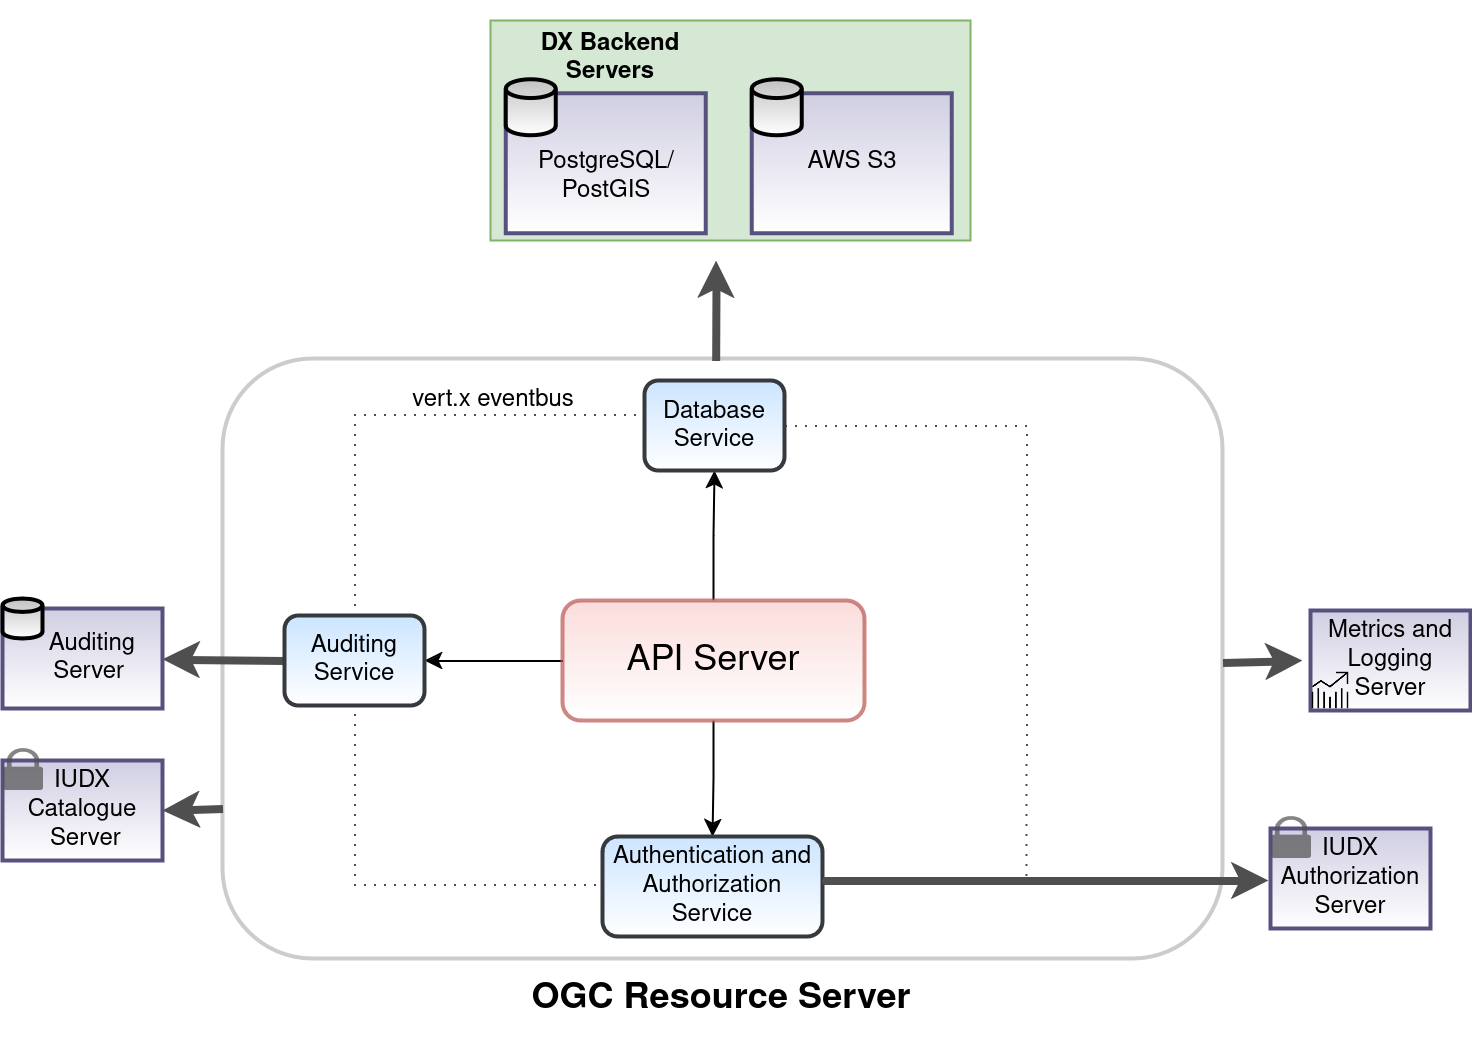 DX Backend
Servers
PostgreSQL/
PostGIS
AWS S3
vert.x eventbus
Database
Service
Auditing
Server
Auditing
Service
API Server
Metrics and
Logging
Server
IUDX
Catalogue
Server
Authentication and
Authorization
Service
IUDX
Authorization
Server
OGC Resource Server